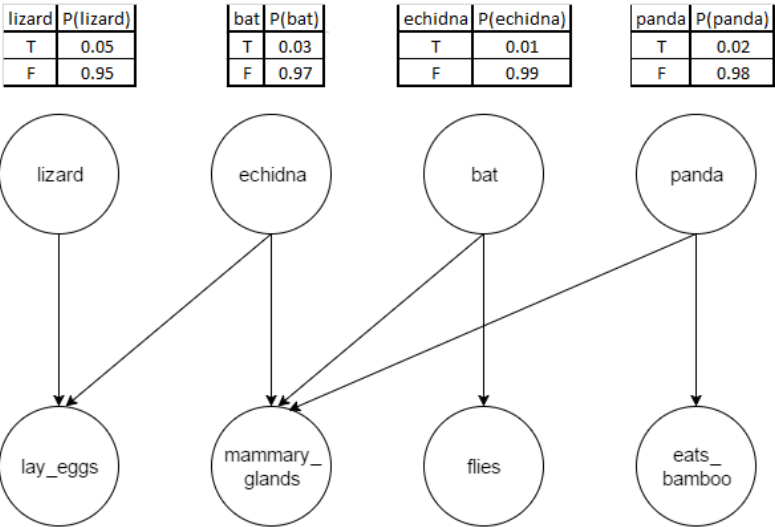 lizard P(lizard) bat P(bat) echidna P(echidna) panda P(panda)
T 0.05 T 0.03 T 0.01 T 0.02
F 0.95 F 0.97 F 0.99 F 0.98
lizard echidna bat panda
lay_eggs mammary_ flies eats_
glands bamboo